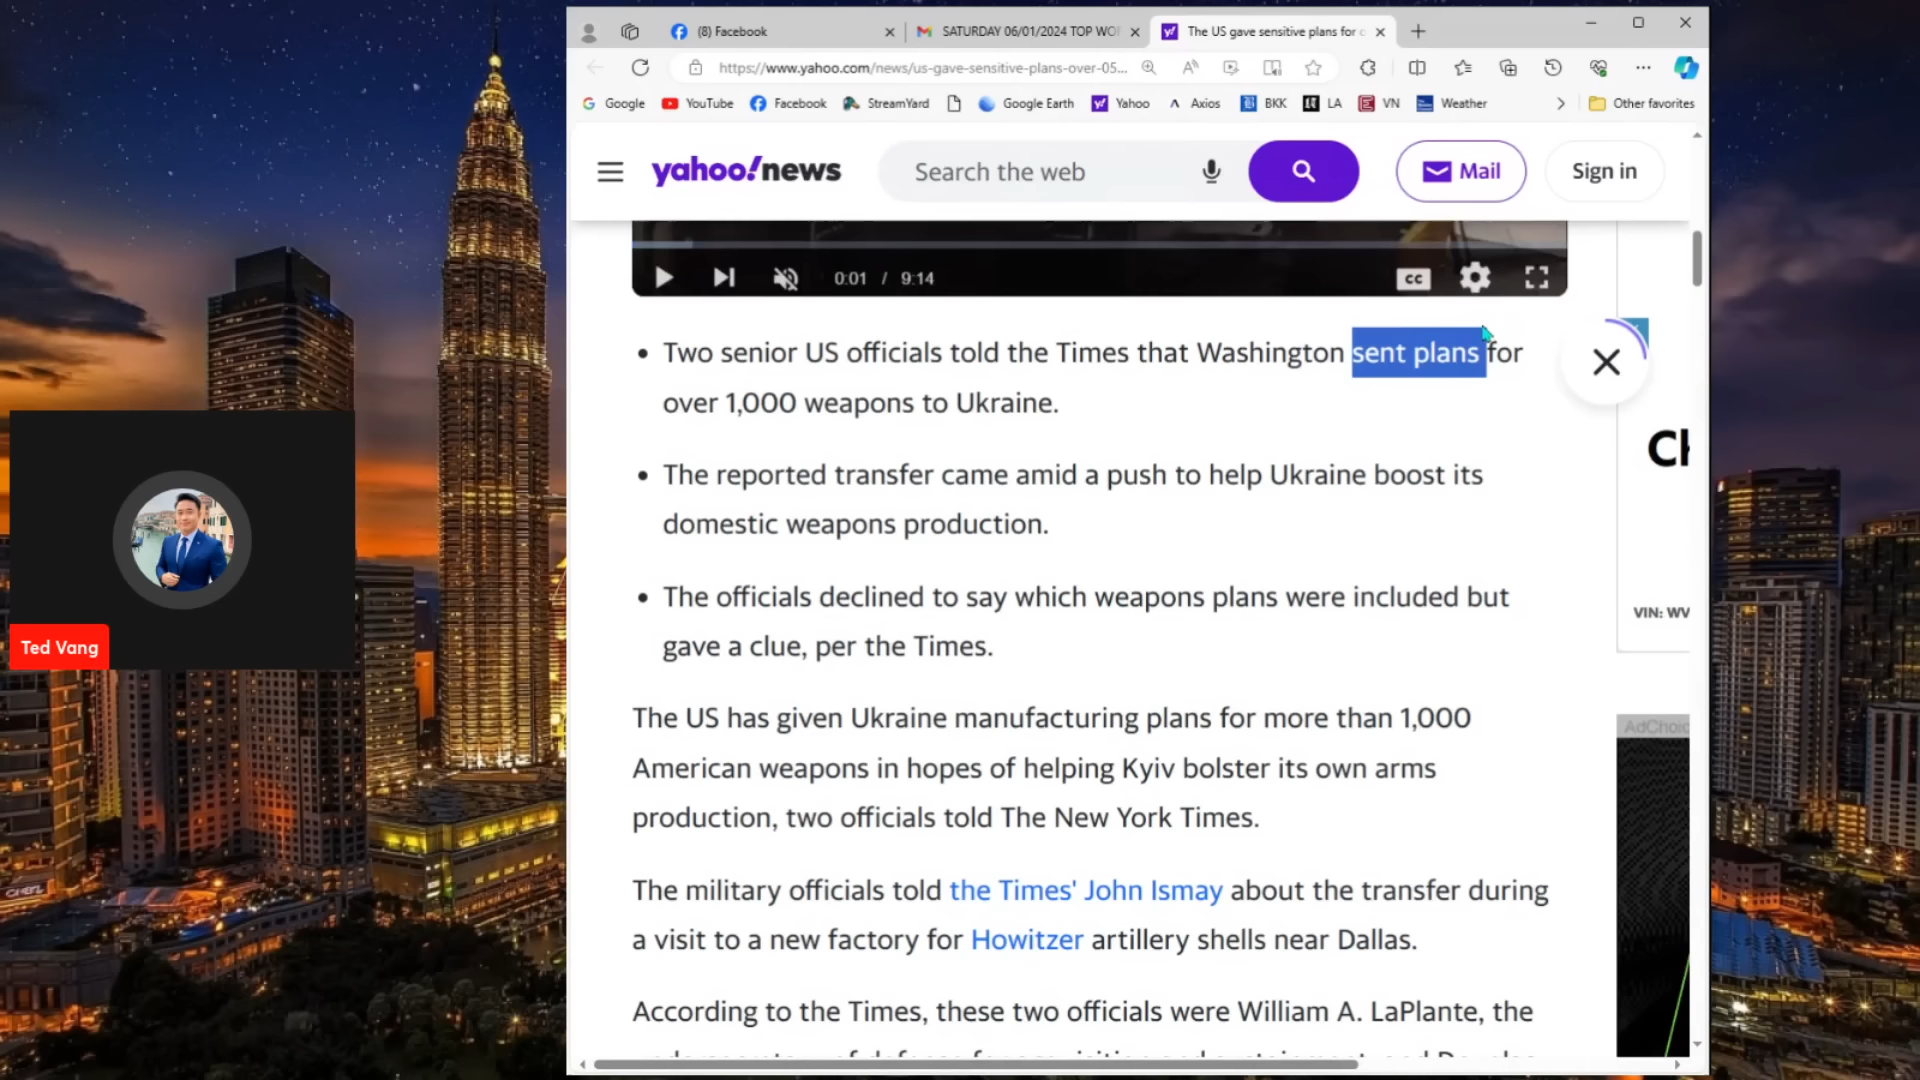 (8) Facebook
SATURDAY 06/01/2024 TOP WO
The US gave sensitive plans for
https://www.yahoo.com/news/us-gave-sensitive-plans-over-05...
Google YouTube Facebook StreamYard Google Earth Yahoo Axios BKK LA VN Weather Other favorites
yahoo!news Search the web Mail Sign in
0:01 / 9:14 CC
Two senior US officials told the Times that Washington sent plans for
over 1,000 weapons to Ukraine.
The reported transfer came amid a push to help Ukraine boost its
domestic weapons production.
The officials declined to say which weapons plans were included but
gave a clue, per the Times.
The US has given Ukraine manufacturing plans for more than 1,000
American weapons in hopes of helping Kyiv bolster its own arms
production, two officials told The New York Times.
The military officials told the Times' John Ismay about the transfer during
a visit to a new factory for Howitzer artillery shells near Dallas.
According to the Times, these two officials were William A. LaPlante, the
VIN: WV
AdChoic
Ted Vang